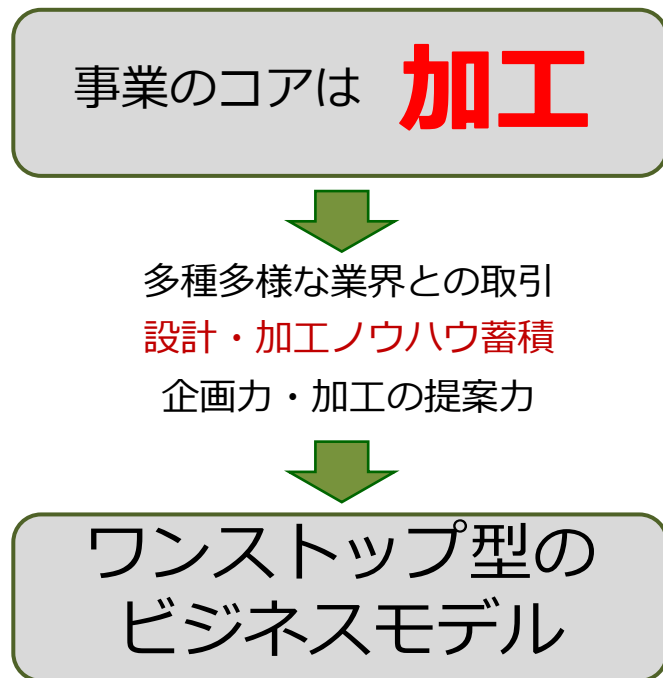 事業のコアは 加工
多種多様な業界との取引
設計・加工ノウハウ蓄積
企画力・加工の提案力
ワンストップ型の
ビジネスモデル